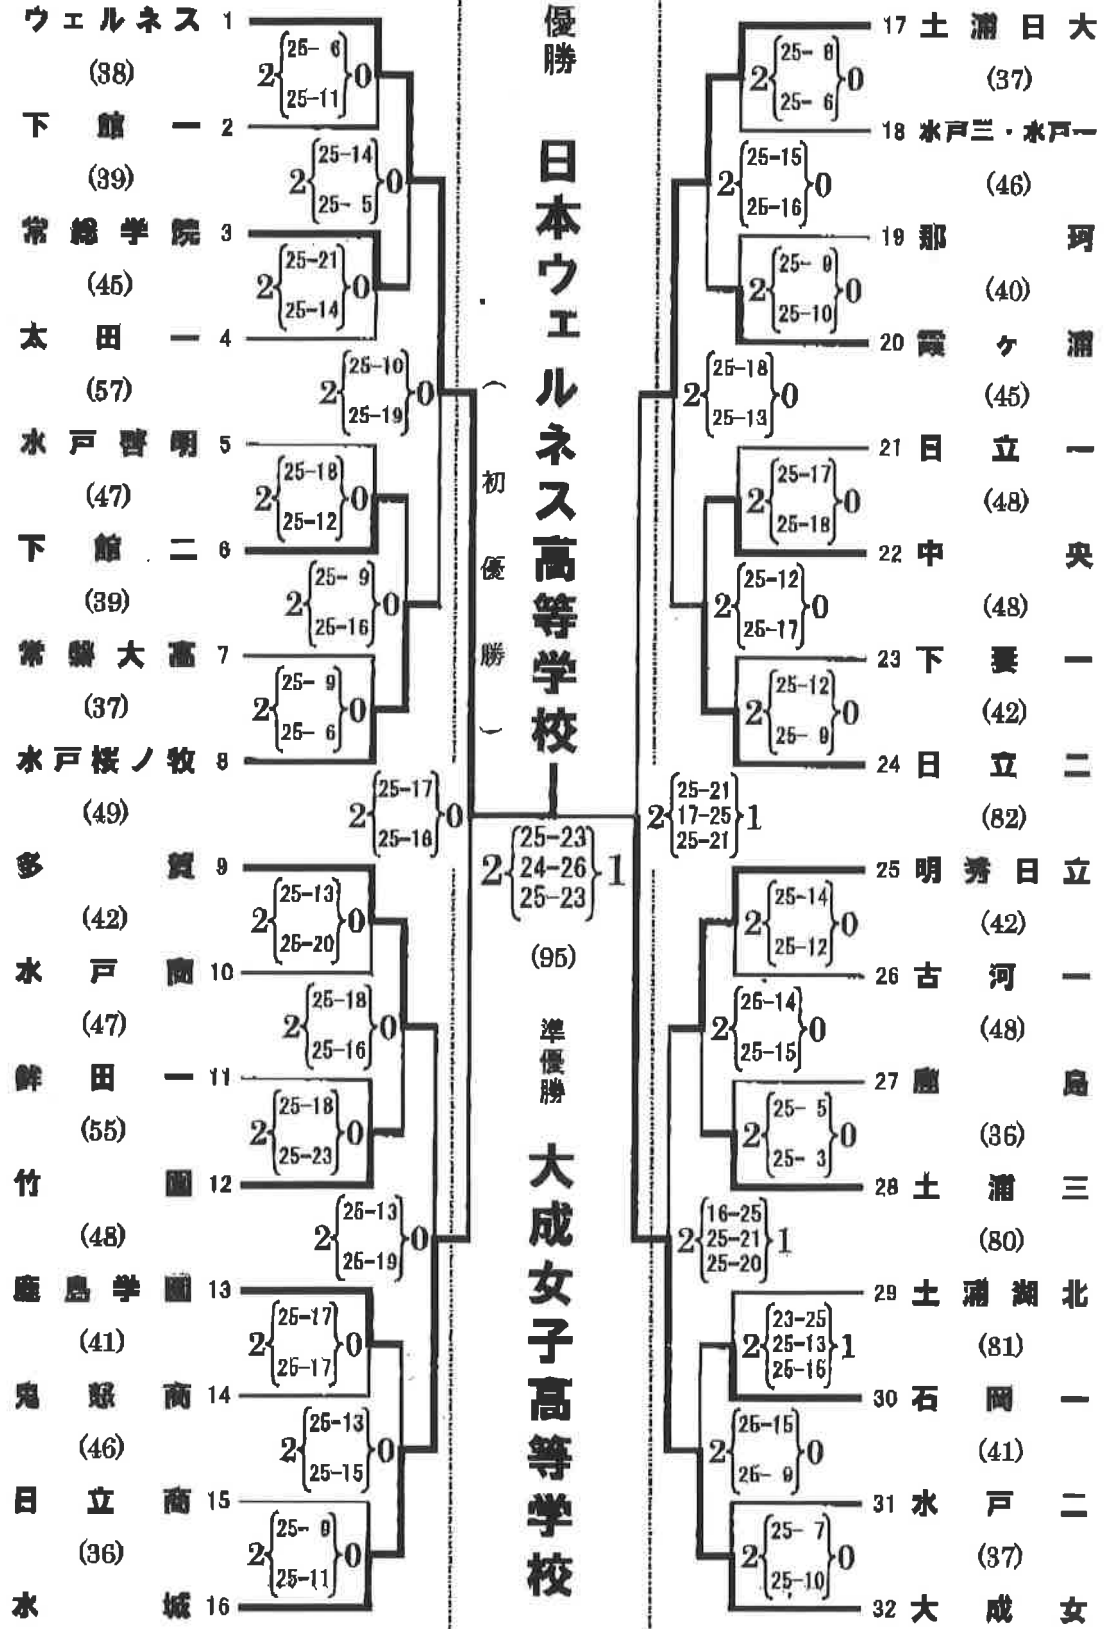 ウェルネス 1
(38)
下館一 2
(39)
常総学院 3
(45)
太田一 4
(57)
水戸啓明 5
(47)
下館二 6
(39)
常磐大高 7
(37)
水戸桜ノ牧 8
(49)
多賀 9
(42)
水戸商 10
(47)
鉾田一 11
(55)
竹園 12
(48)
鹿島学園 13
(41)
鬼怒商 14
(46)
日立商 15
(36)
水城 16
2 25-6 0
25-11
2 25-21 0
25-14
2 25-18 0
25-12
2 25-9 0
25-6
2 25-13 0
25-20
2 25-18 0
25-23
2 25-17 0
25-17
2 0
25-11
2 25-14 0
25-5
2 25-9 0
25-16
2 25-18 0
25-16
2 25-13 0
25-15
2 25-10 0
25-19
2 25-13 0
25-19
2 25-17 0
25-16
優勝
日本ウェルネス高等学校
(初優勝)
2 25-23 1
24-26
25-23
(95)
準優勝
大成女子高等学校
17 土浦日大
(37)
18 水戸三・水戸一
(46)
19 那珂
(40)
20 霞ヶ浦
(45)
21 日立一
(48)
22 中央
(48)
23 下妻一
(42)
24 日立二
(82)
25 明秀日立
(42)
26 古河一
(48)
27 鹿島
(36)
28 土浦三
(80)
29 土浦湖北
(81)
30 石岡一
(41)
31 水戸二
(37)
32 大成女
2 25-8 0
25-6
2 25-9 0
25-10
2 25-17 0
25-18
2 25-12 0
25-9
2 25-14 0
25-12
2 25-5 0
25-3
2 23-25 1
25-13
25-16
2 25-7 0
25-10
2 25-15 0
25-16
2 25-12 0
25-17
2 25-14 0
25-15
2 25-15 0
25-9
2 25-18 0
25-13
2 16-25 1
25-21
25-20
2 25-21 1
17-25
25-21